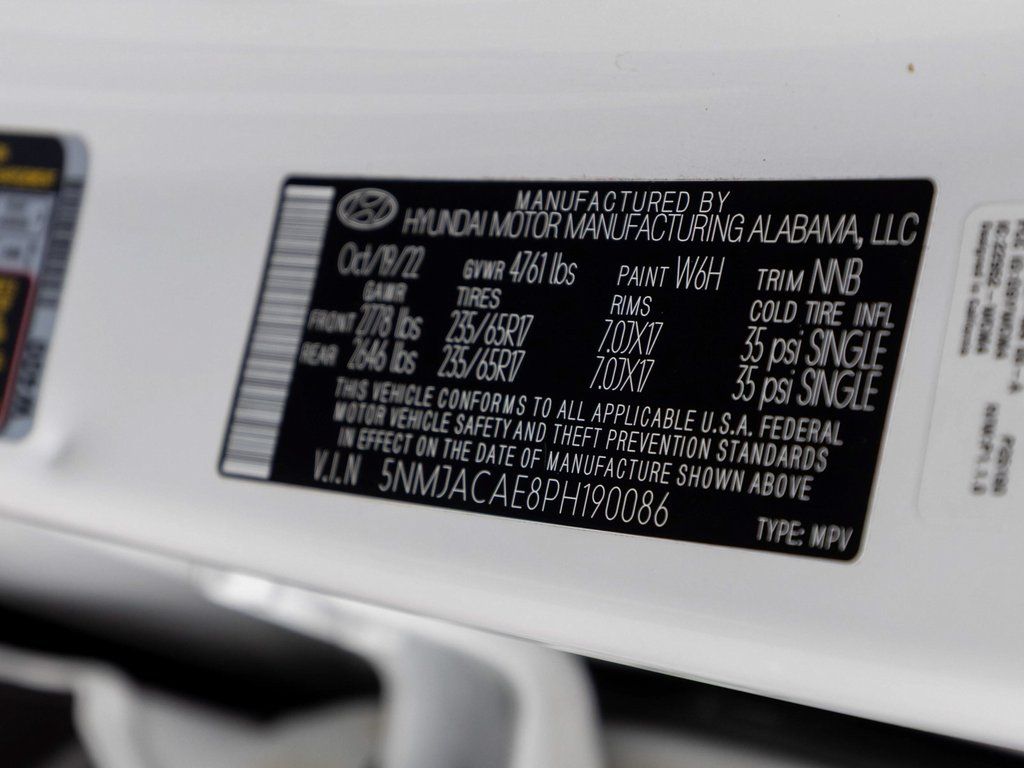 MANUFACTURED BY
HYUNDAI MOTOR MANUFACTURING ALABAMA, LLC
Oct/19/22 GVWR 4761 lbs PAINT W6H TRIM NNB
GAWR TIRES RIMS COLD TIRE INFL
FRONT 2778 lbs 235/65R17 7.0JX17 35 psi SINGLE
REAR 2646 lbs 235/65R17 7.0JX17 35 psi SINGLE
THIS VEHICLE CONFORMS TO ALL APPLICABLE U.S.A. FEDERAL
MOTOR VEHICLE SAFETY AND THEFT PREVENTION STANDARDS
IN EFFECT ON THE DATE OF MANUFACTURE SHOWN ABOVE
V.I.N 5NMJACAE8PH190086
TYPE: MPV